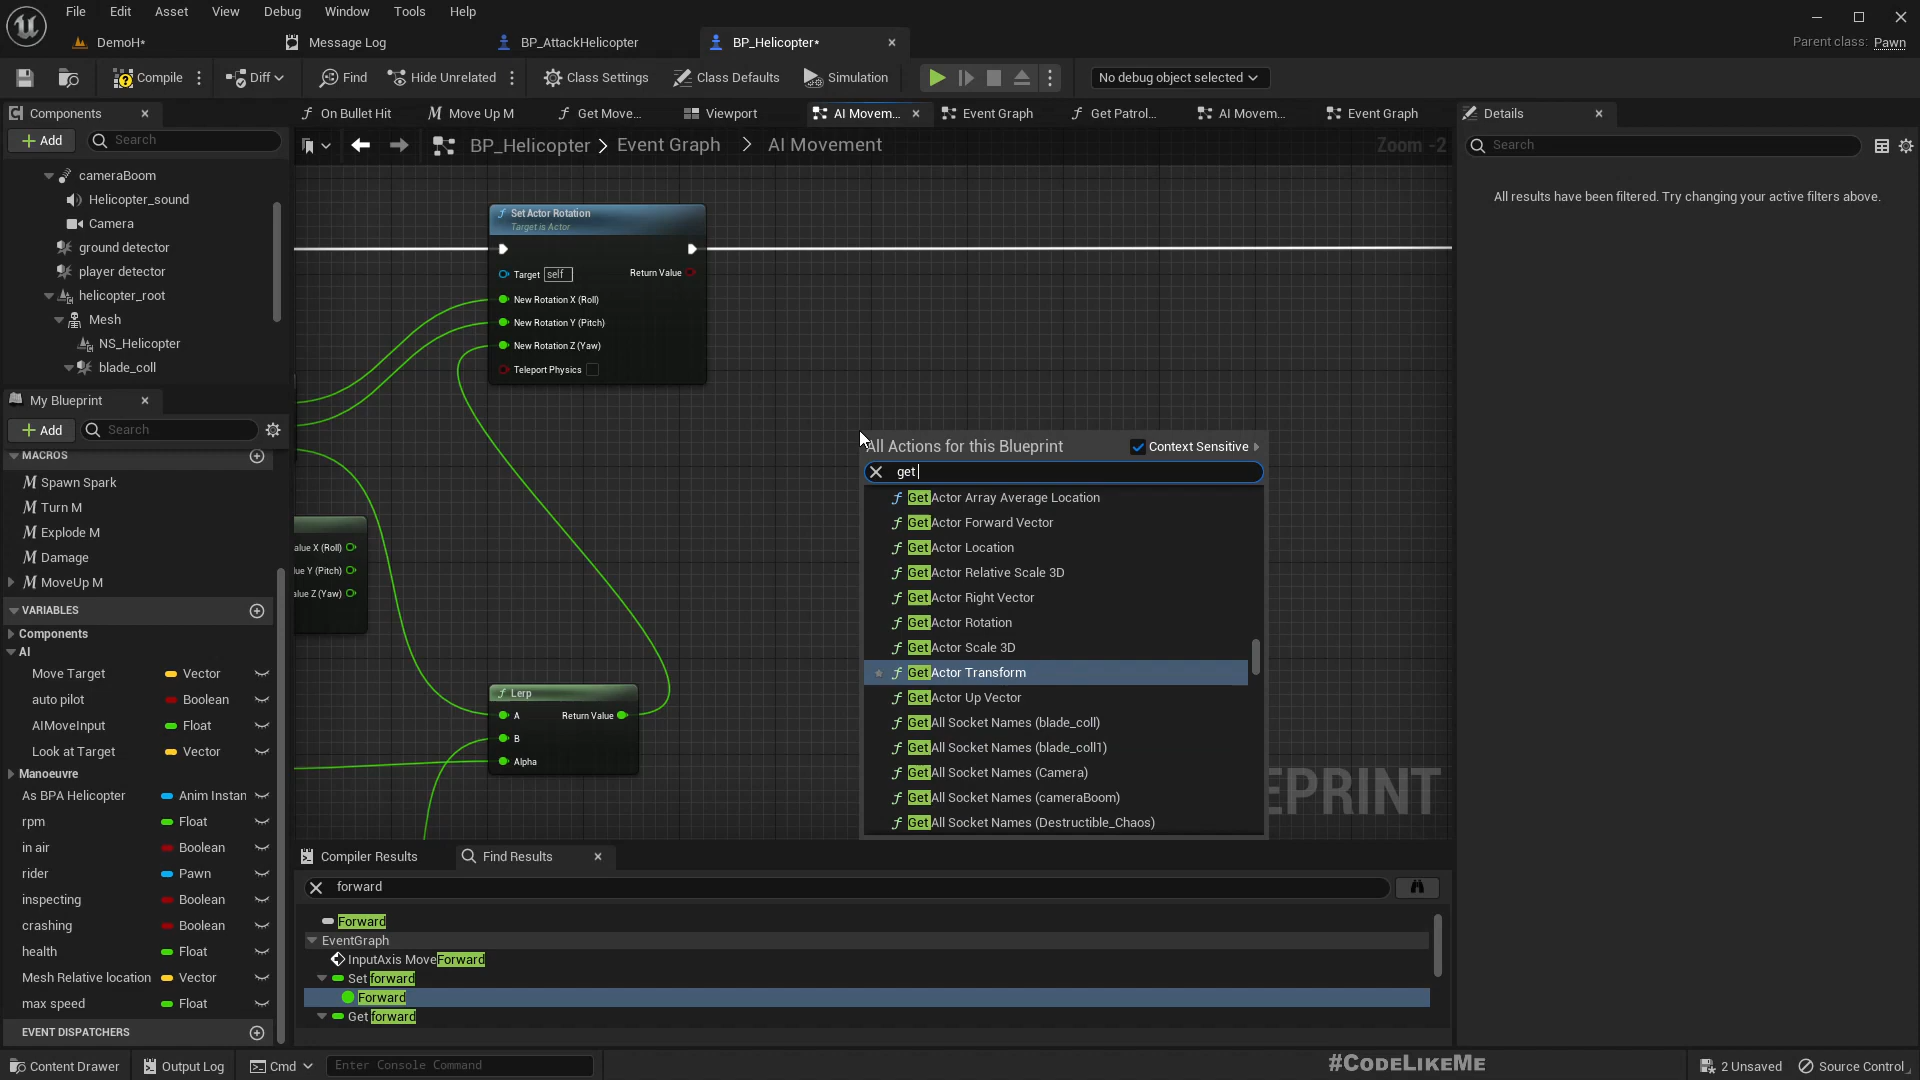 File Edit Asset View Debug Window Tools Help
DemoH* Message Log BP_AttackHelicopter BP_Helicopter* Parent class: Pawn
Compile Diff Find Hide Unrelated Class Settings Class Defaults Simulation No debug object selected
Components On Bullet Hit Move Up M Get Move... Viewport AI Movem... Event Graph Get Patrol... AI Movem... Event Graph Details
Add Search BP_Helicopter > Event Graph > AI Movement Zoom -2 Search
All results have been filtered. Try changing your active filters above.
cameraBoom
Helicopter_sound
Camera
ground detector
player detector
helicopter_root
Mesh
NS_Helicopter
blade_coll
Set Actor Rotation
Target is Actor
Target self Return Value
New Rotation X (Roll)
New Rotation Y (Pitch)
New Rotation Z (Yaw)
Teleport Physics
alue X (Roll)
lue Y (Pitch)
alue Z (Yaw)
Lerp
A Return Value
B
Alpha
All Actions for this Blueprint Context Sensitive
get
Get Actor Array Average Location
Get Actor Forward Vector
Get Actor Location
Get Actor Relative Scale 3D
Get Actor Right Vector
Get Actor Rotation
Get Actor Scale 3D
Get Actor Transform
Get Actor Up Vector
Get All Socket Names (blade_coll)
Get All Socket Names (blade_coll1)
Get All Socket Names (Camera)
Get All Socket Names (cameraBoom)
Get All Socket Names (Destructible_Chaos)
EPRINT
My Blueprint
Add Search
MACROS
Spawn Spark
Turn M
Explode M
Damage
MoveUp M
VARIABLES
Components
AI
Move Target Vector
auto pilot Boolean
AIMoveInput Float
Look at Target Vector
Manoeuvre
As BPA Helicopter Anim Instan
rpm Float
in air Boolean
rider Pawn
inspecting Boolean
crashing Boolean
health Float
Mesh Relative location Vector
max speed Float
EVENT DISPATCHERS
Compiler Results Find Results
forward
Forward
EventGraph
InputAxis MoveForward
Set forward
Forward
Get forward
Content Drawer Output Log Cmd Enter Console Command #CODELIKEME 2 Unsaved Source Control